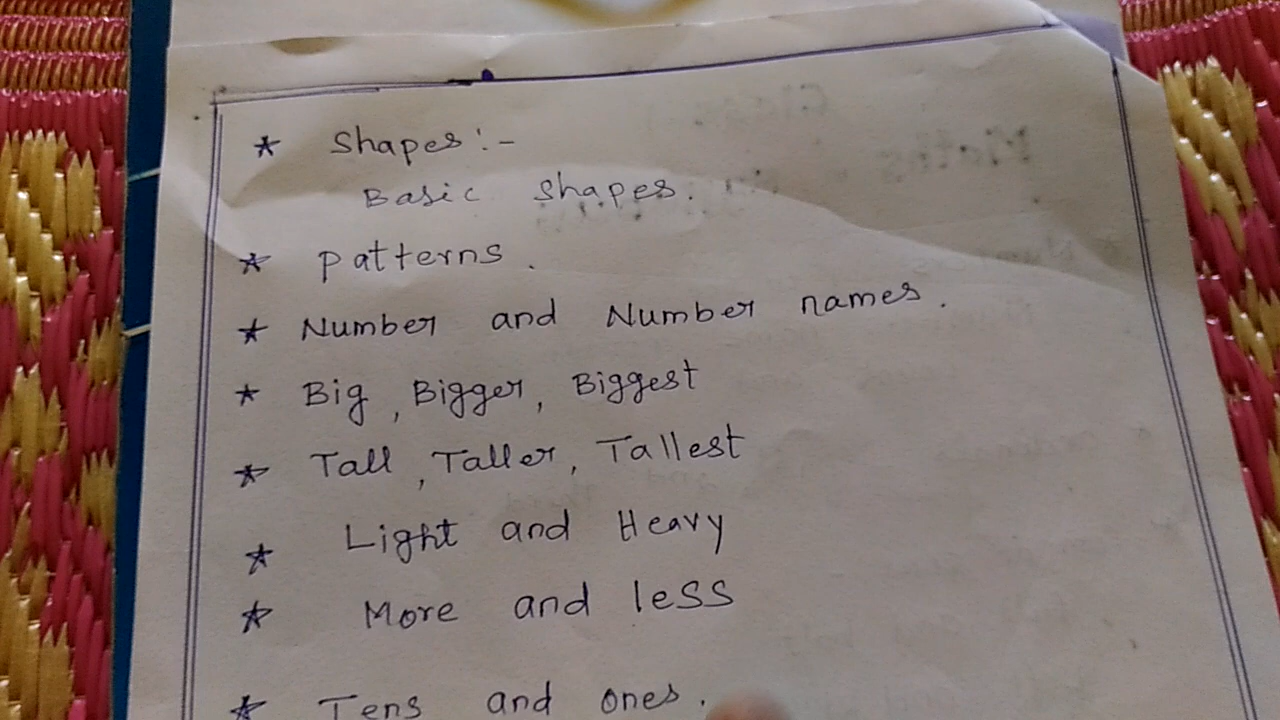 * Shapes:-
Basic shapes.
* Patterns.
* Number and Number names.
* Big, Bigger, Biggest
* Tall, Taller, Tallest
* Light and Heavy
* More and less
* Tens and ones.